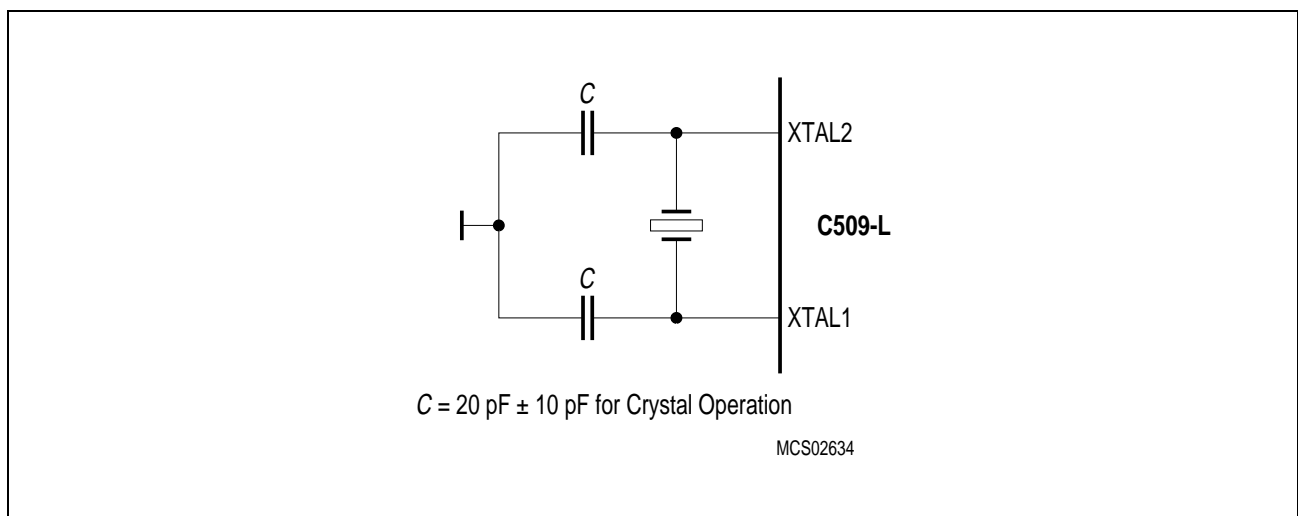 C
XTAL2
C509-L
C
XTAL1
C = 20 pF ± 10 pF for Crystal Operation
MCS02634